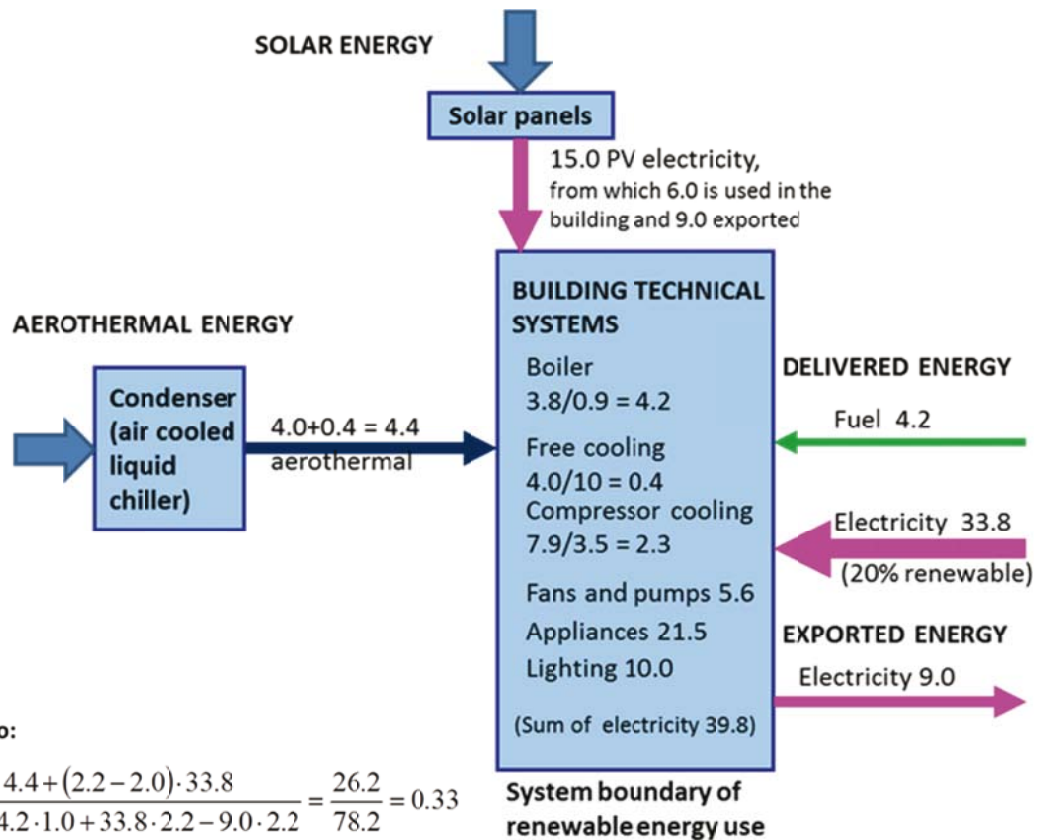 SOLAR ENERGY
Solar panels
15.0 PV electricity,
from which 6.0 is used in the
building and 9.0 exported
AEROTHERMAL ENERGY
Condenser
(air cooled
liquid
chiller)
4.0+0.4 = 4.4
aerothermal
BUILDING TECHNICAL
SYSTEMS
Boiler
3.8/0.9 = 4.2
Free cooling
4.0/10 = 0.4
Compressor cooling
7.9/3.5 = 2.3
Fans and pumps 5.6
Appliances 21.5
Lighting 10.0
(Sum of electricity 39.8)
DELIVERED ENERGY
Fuel 4.2
Electricity 33.8
(20% renewable)
EXPORTED ENERGY
Electricity 9.0
System boundary of
renewable energy use
o:
4.4+(2.2−2.0)·33.8
4.2·1.0+33.8·2.2−9.0·2.2
= 26.2/78.2 = 0.33